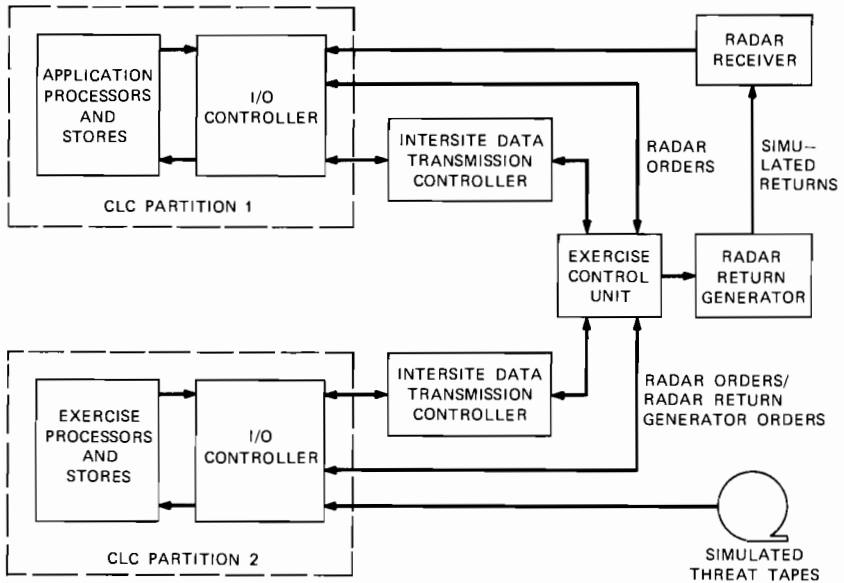 APPLICATION
PROCESSORS
AND
STORES
I/O
CONTROLLER
CLC PARTITION 1
INTERSITE DATA
TRANSMISSION
CONTROLLER
RADAR
RECEIVER
RADAR
ORDERS
SIMU–
LATED
RETURNS
EXERCISE
CONTROL
UNIT
RADAR
RETURN
GENERATOR
EXERCISE
PROCESSORS
AND
STORES
I/O
CONTROLLER
CLC PARTITION 2
INTERSITE DATA
TRANSMISSION
CONTROLLER
RADAR ORDERS/
RADAR RETURN
GENERATOR ORDERS
SIMULATED
THREAT TAPES